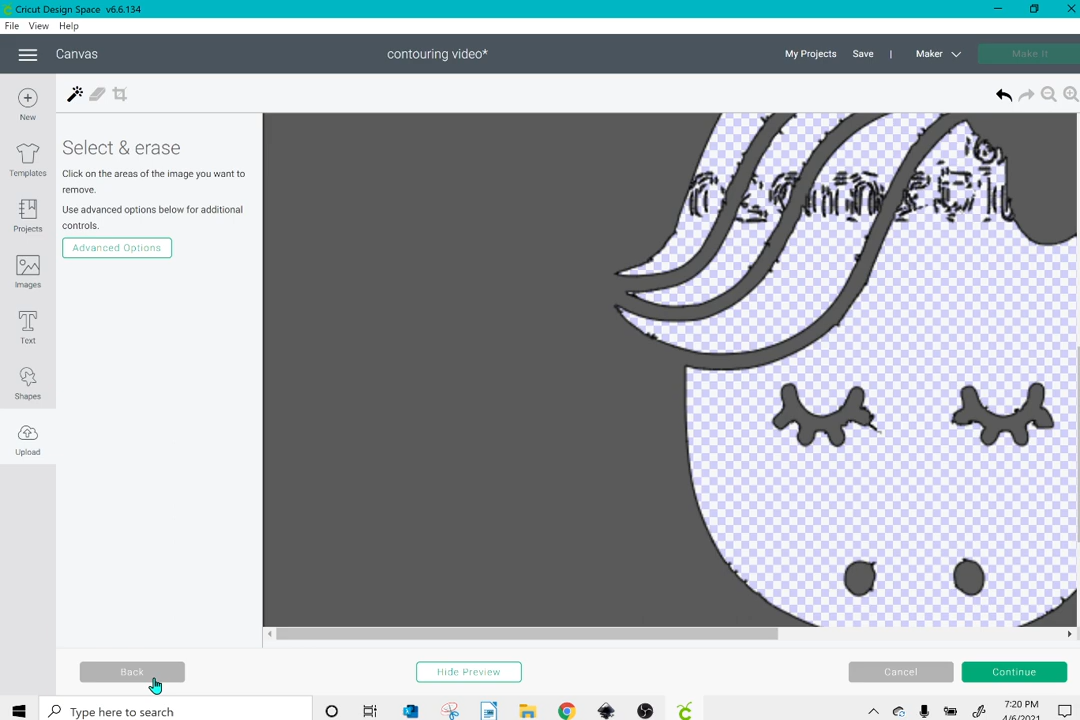 Cricut Design Space v6.6.134
File View Help
Canvas
contouring video*
My Projects Save | Maker Make It
New
Templates
Projects
Images
Text
Shapes
Upload
Select & erase
Click on the areas of the image you want to
remove.
Use advanced options below for additional
controls.
Advanced Options
Back
Hide Preview
Cancel
Continue
Type here to search
7:20 PM
4/6/2021